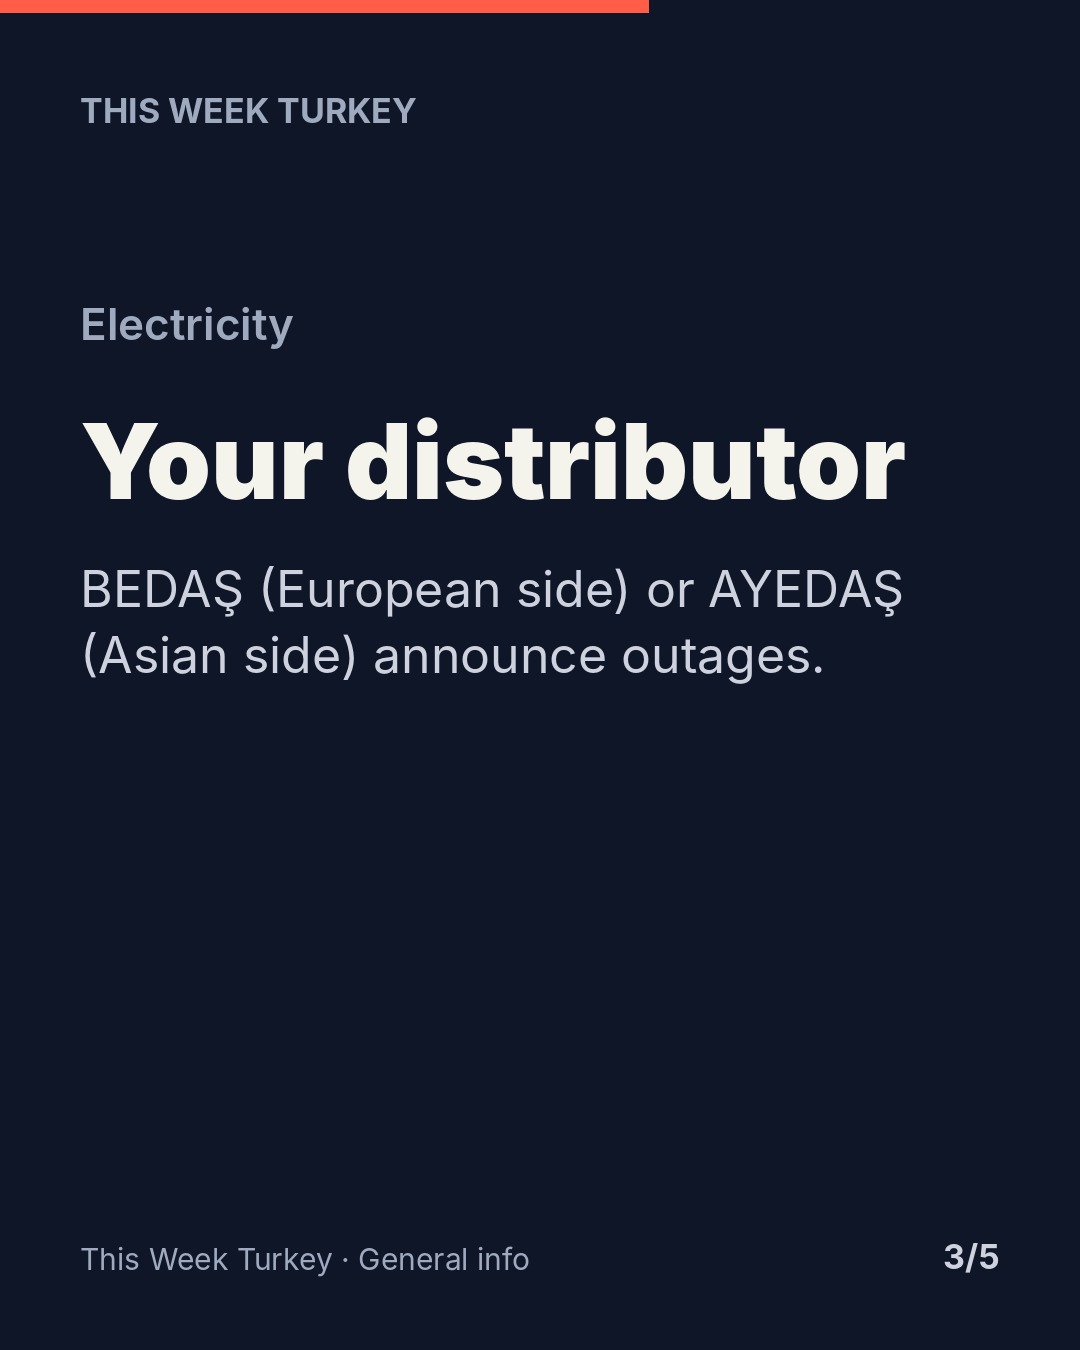 THIS WEEK TURKEY
Electricity
Your distributor
BEDAŞ (European side) or AYEDAŞ
(Asian side) announce outages.
This Week Turkey · General info
3/5